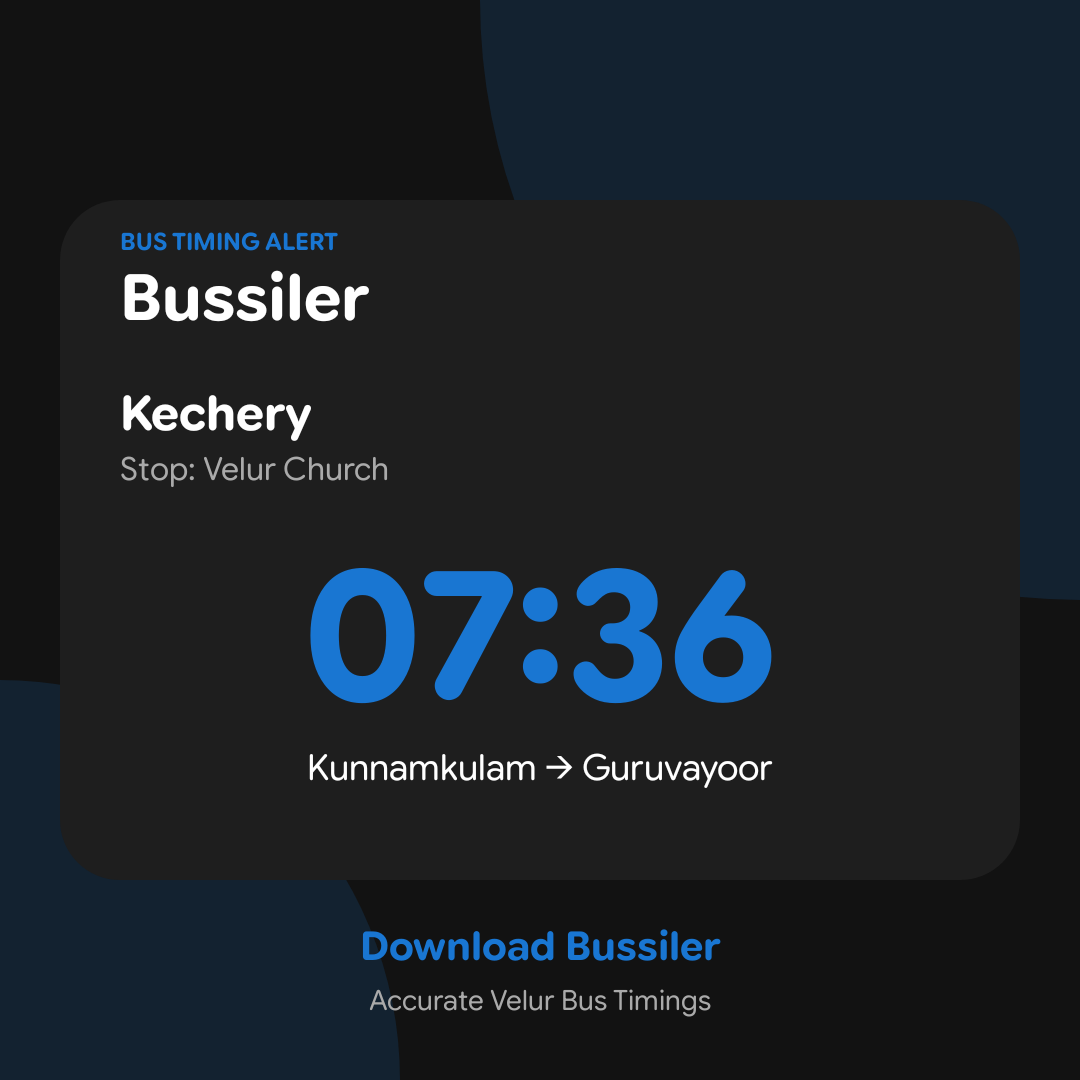 BUS TIMING ALERT
Bussiler
Kechery
Stop: Velur Church
07:36
Kunnamkulam → Guruvayoor
Download Bussiler
Accurate Velur Bus Timings